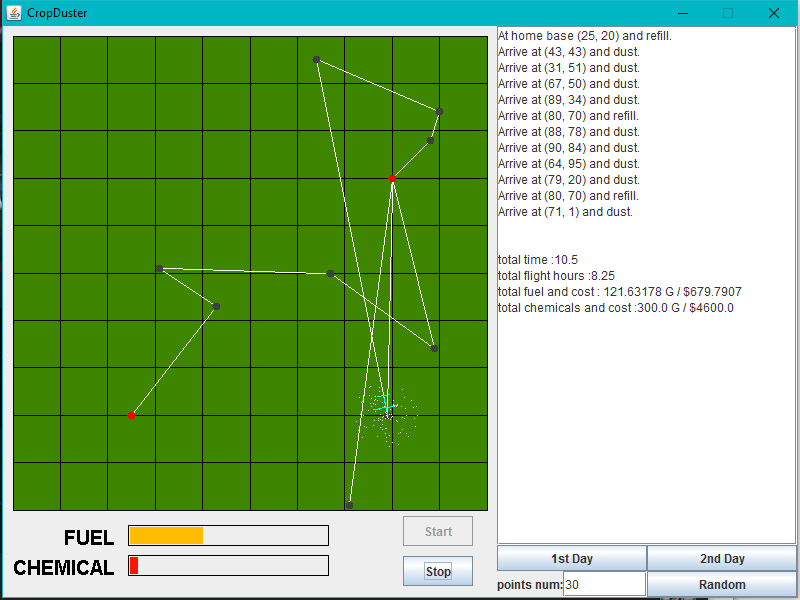 CropDuster
At home base (25, 20) and refill.
Arrive at (43, 43) and dust.
Arrive at (31, 51) and dust.
Arrive at (67, 50) and dust.
Arrive at (89, 34) and dust.
Arrive at (80, 70) and refill.
Arrive at (88, 78) and dust.
Arrive at (90, 84) and dust.
Arrive at (64, 95) and dust.
Arrive at (79, 20) and dust.
Arrive at (80, 70) and refill.
Arrive at (71, 1) and dust.
total time :10.5
total flight hours :8.25
total fuel and cost : 121.63178 G / $679.7907
total chemicals and cost :300.0 G / $4600.0
FUEL
CHEMICAL
Start
Stop
1st Day
2nd Day
points num:
30
Random